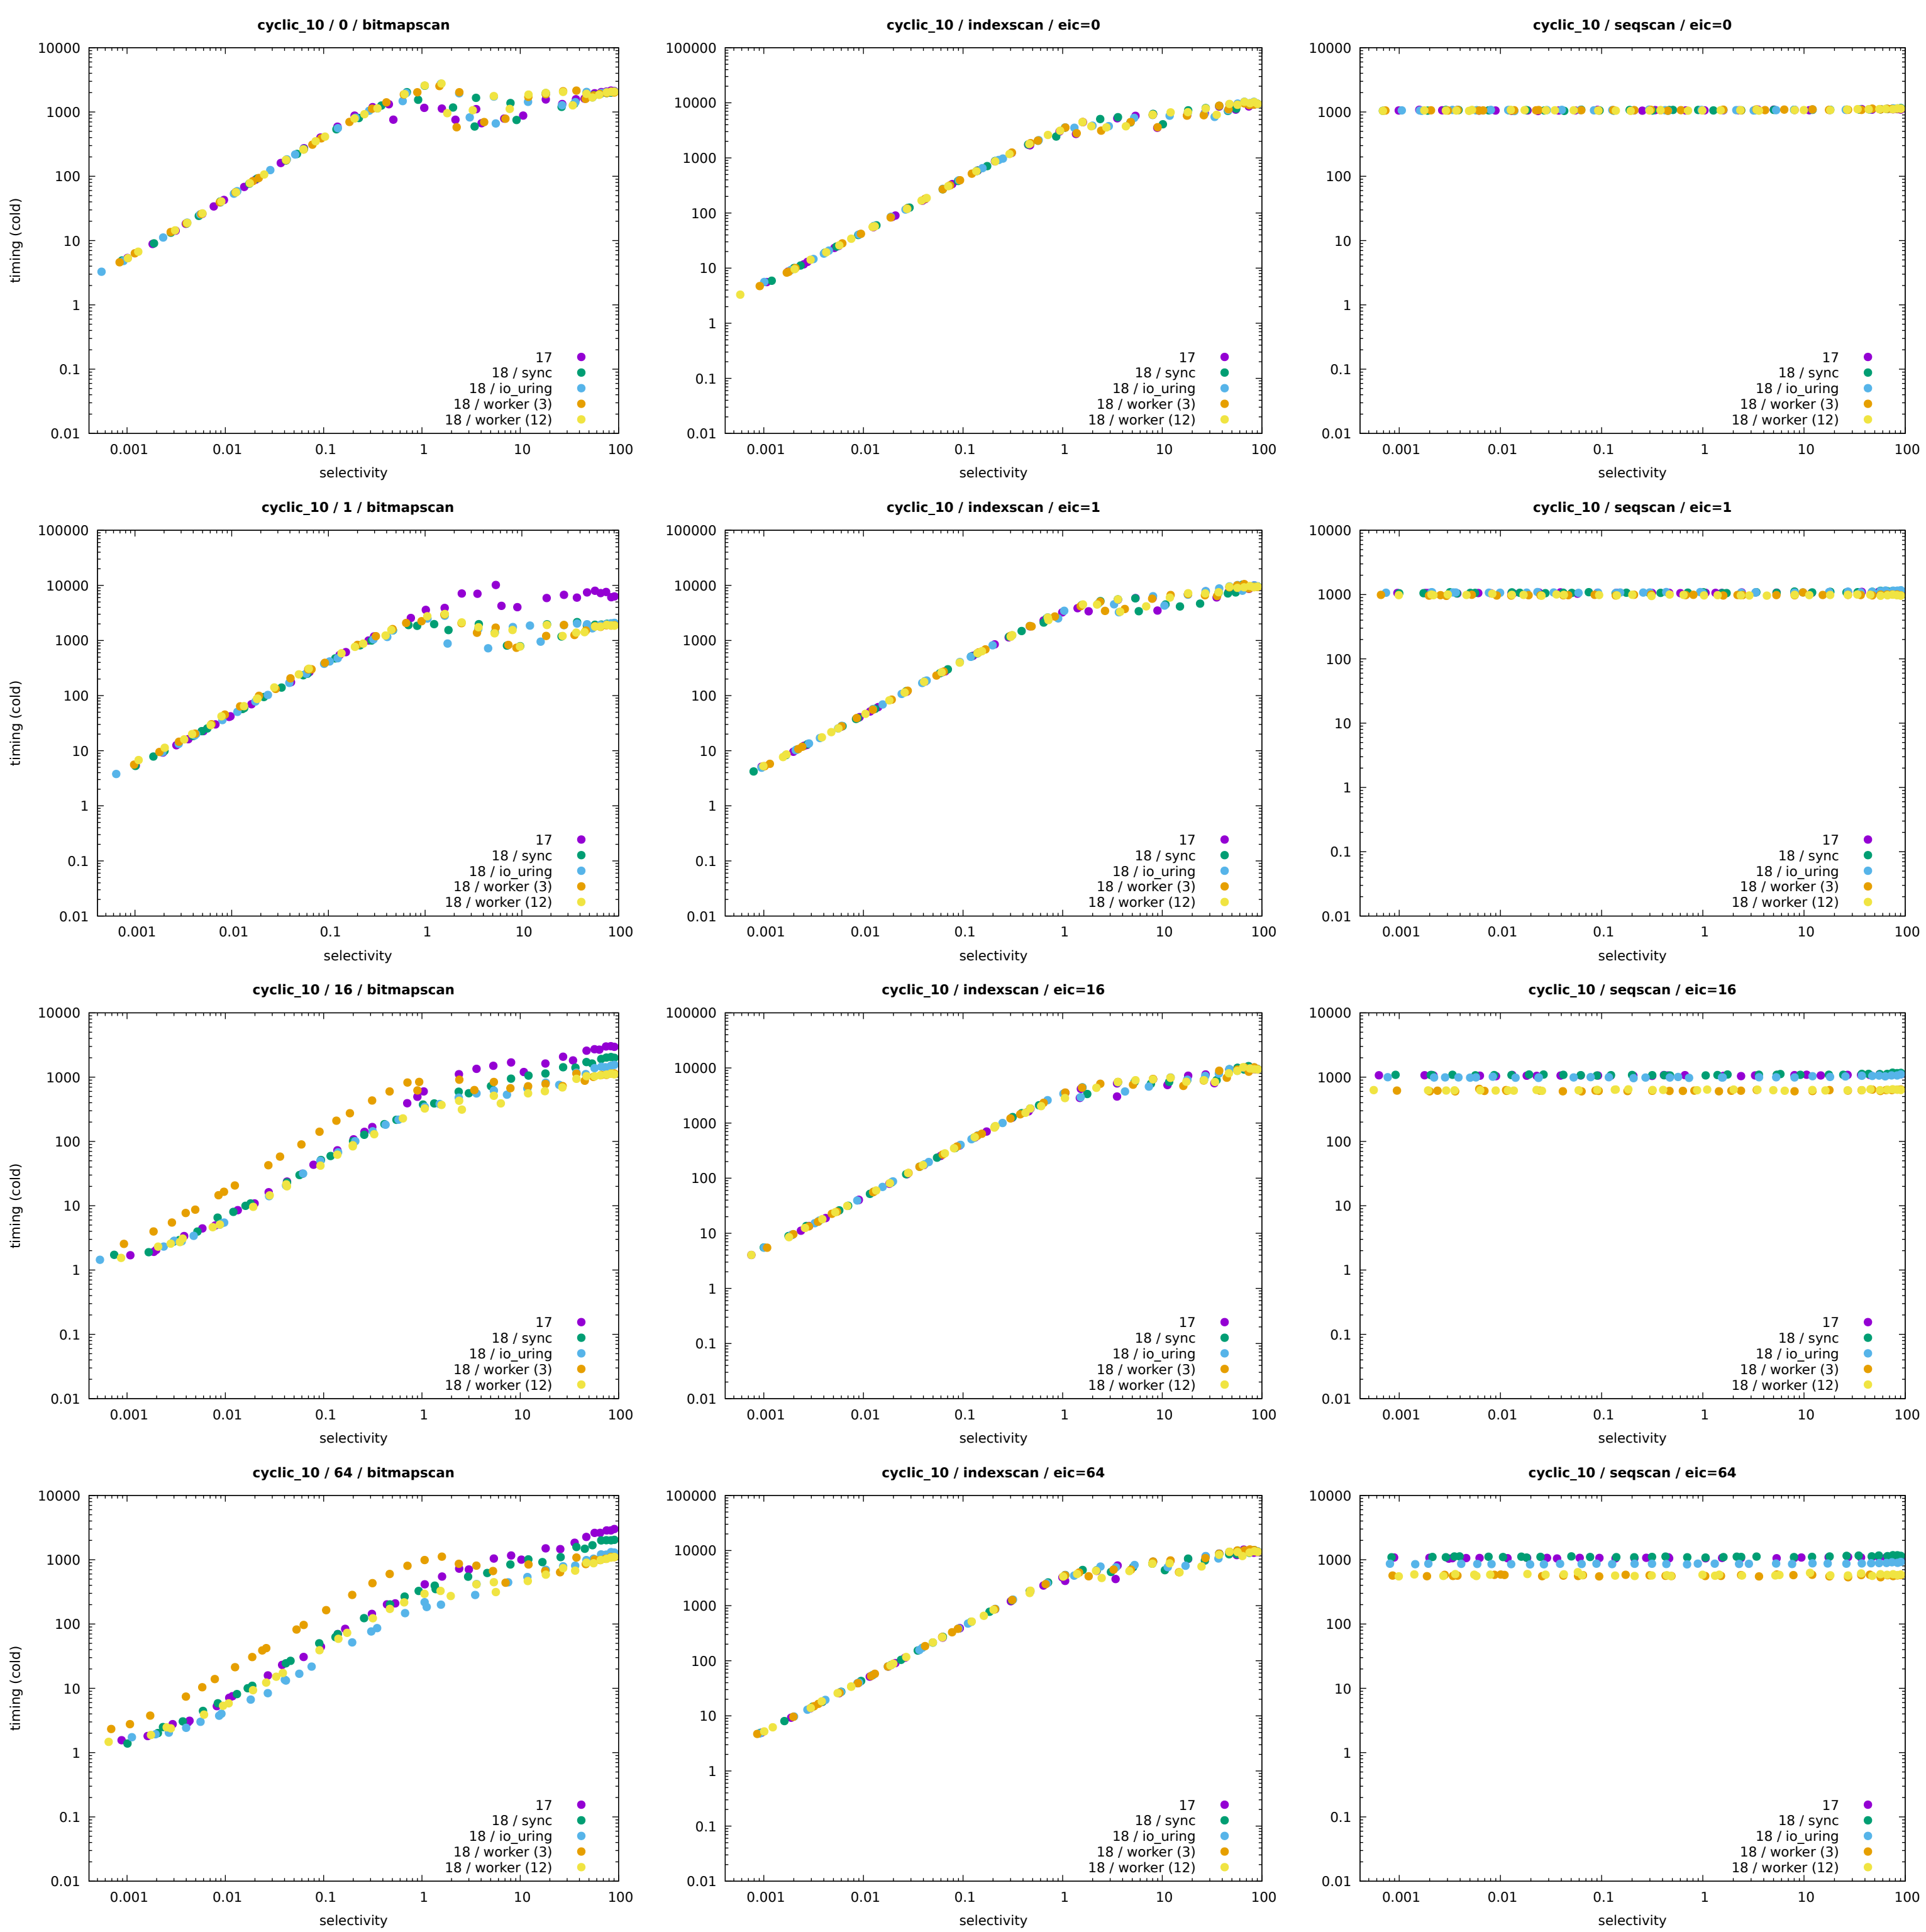 cyclic_10 / 0 / bitmapscan
10000
1000
100
10
1
0.1
0.01
timing (cold)
17
18 / sync
18 / io_uring
18 / worker (3)
18 / worker (12)
0.001 0.01 0.1 1 10 100
selectivity
cyclic_10 / indexscan / eic=0
100000
10000
1000
100
10
1
0.1
0.01
17
18 / sync
18 / io_uring
18 / worker (3)
18 / worker (12)
0.001 0.01 0.1 1 10 100
selectivity
cyclic_10 / seqscan / eic=0
10000
1000
100
10
1
0.1
0.01
17
18 / sync
18 / io_uring
18 / worker (3)
18 / worker (12)
0.001 0.01 0.1 1 10 100
selectivity
cyclic_10 / 1 / bitmapscan
100000
10000
1000
100
10
1
0.1
0.01
timing (cold)
17
18 / sync
18 / io_uring
18 / worker (3)
18 / worker (12)
0.001 0.01 0.1 1 10 100
selectivity
cyclic_10 / indexscan / eic=1
100000
10000
1000
100
10
1
0.1
0.01
17
18 / sync
18 / io_uring
18 / worker (3)
18 / worker (12)
0.001 0.01 0.1 1 10 100
selectivity
cyclic_10 / seqscan / eic=1
10000
1000
100
10
1
0.1
0.01
17
18 / sync
18 / io_uring
18 / worker (3)
18 / worker (12)
0.001 0.01 0.1 1 10 100
selectivity
cyclic_10 / 16 / bitmapscan
10000
1000
100
10
1
0.1
0.01
timing (cold)
17
18 / sync
18 / io_uring
18 / worker (3)
18 / worker (12)
0.001 0.01 0.1 1 10 100
selectivity
cyclic_10 / indexscan / eic=16
100000
10000
1000
100
10
1
0.1
0.01
17
18 / sync
18 / io_uring
18 / worker (3)
18 / worker (12)
0.001 0.01 0.1 1 10 100
selectivity
cyclic_10 / seqscan / eic=16
10000
1000
100
10
1
0.1
0.01
17
18 / sync
18 / io_uring
18 / worker (3)
18 / worker (12)
0.001 0.01 0.1 1 10 100
selectivity
cyclic_10 / 64 / bitmapscan
10000
1000
100
10
1
0.1
0.01
timing (cold)
17
18 / sync
18 / io_uring
18 / worker (3)
18 / worker (12)
0.001 0.01 0.1 1 10 100
selectivity
cyclic_10 / indexscan / eic=64
100000
10000
1000
100
10
1
0.1
0.01
17
18 / sync
18 / io_uring
18 / worker (3)
18 / worker (12)
0.001 0.01 0.1 1 10 100
selectivity
cyclic_10 / seqscan / eic=64
10000
1000
100
10
1
0.1
0.01
17
18 / sync
18 / io_uring
18 / worker (3)
18 / worker (12)
0.001 0.01 0.1 1 10 100
selectivity